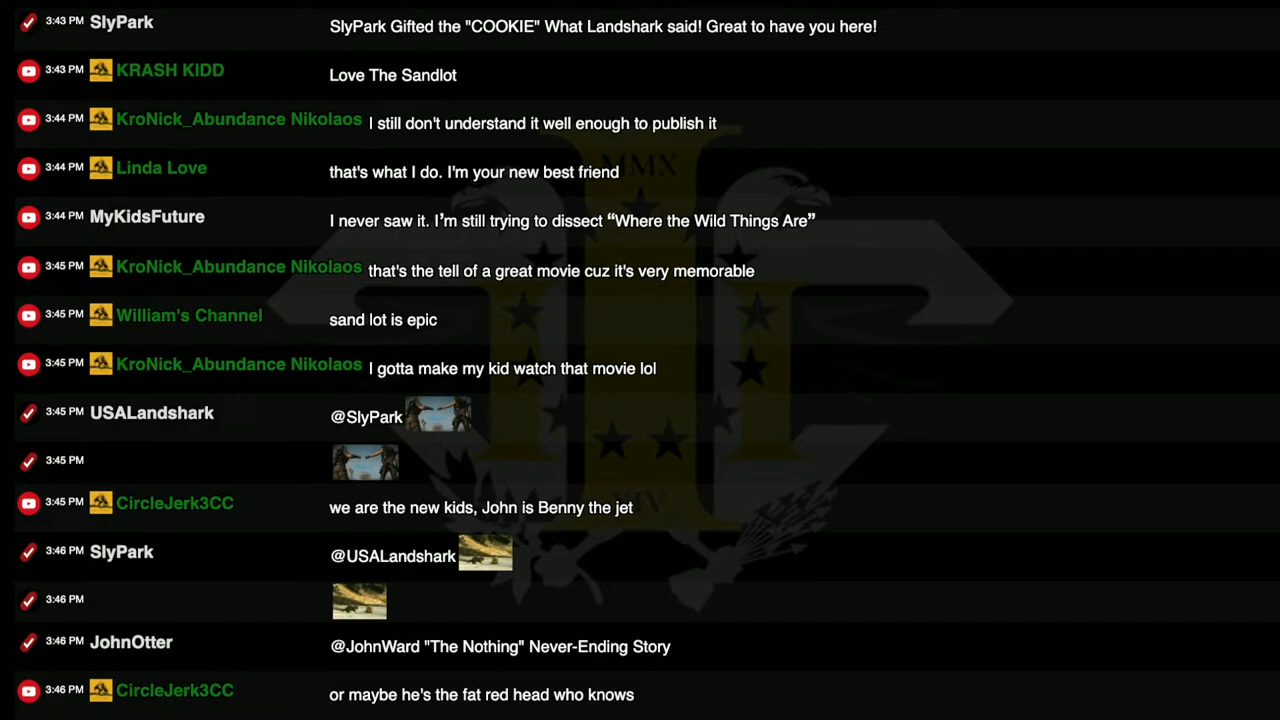 3:43 PM SlyPark SlyPark Gifted the "COOKIE" What Landshark said! Great to have you here!
3:43 PM KRASH KIDD Love The Sandlot
3:44 PM KroNick_Abundance Nikolaos I still don't understand it well enough to publish it
3:44 PM Linda Love that's what I do. I'm your new best friend
3:44 PM MyKidsFuture I never saw it. I’m still trying to dissect “Where the Wild Things Are”
3:45 PM KroNick_Abundance Nikolaos that's the tell of a great movie cuz it's very memorable
3:45 PM William's Channel sand lot is epic
3:45 PM KroNick_Abundance Nikolaos I gotta make my kid watch that movie lol
3:45 PM USALandshark @SlyPark
3:45 PM
3:45 PM CircleJerk3CC we are the new kids, John is Benny the jet
3:46 PM SlyPark @USALandshark
3:46 PM
3:46 PM JohnOtter @JohnWard "The Nothing" Never-Ending Story
3:46 PM CircleJerk3CC or maybe he's the fat red head who knows
MMX
XIV